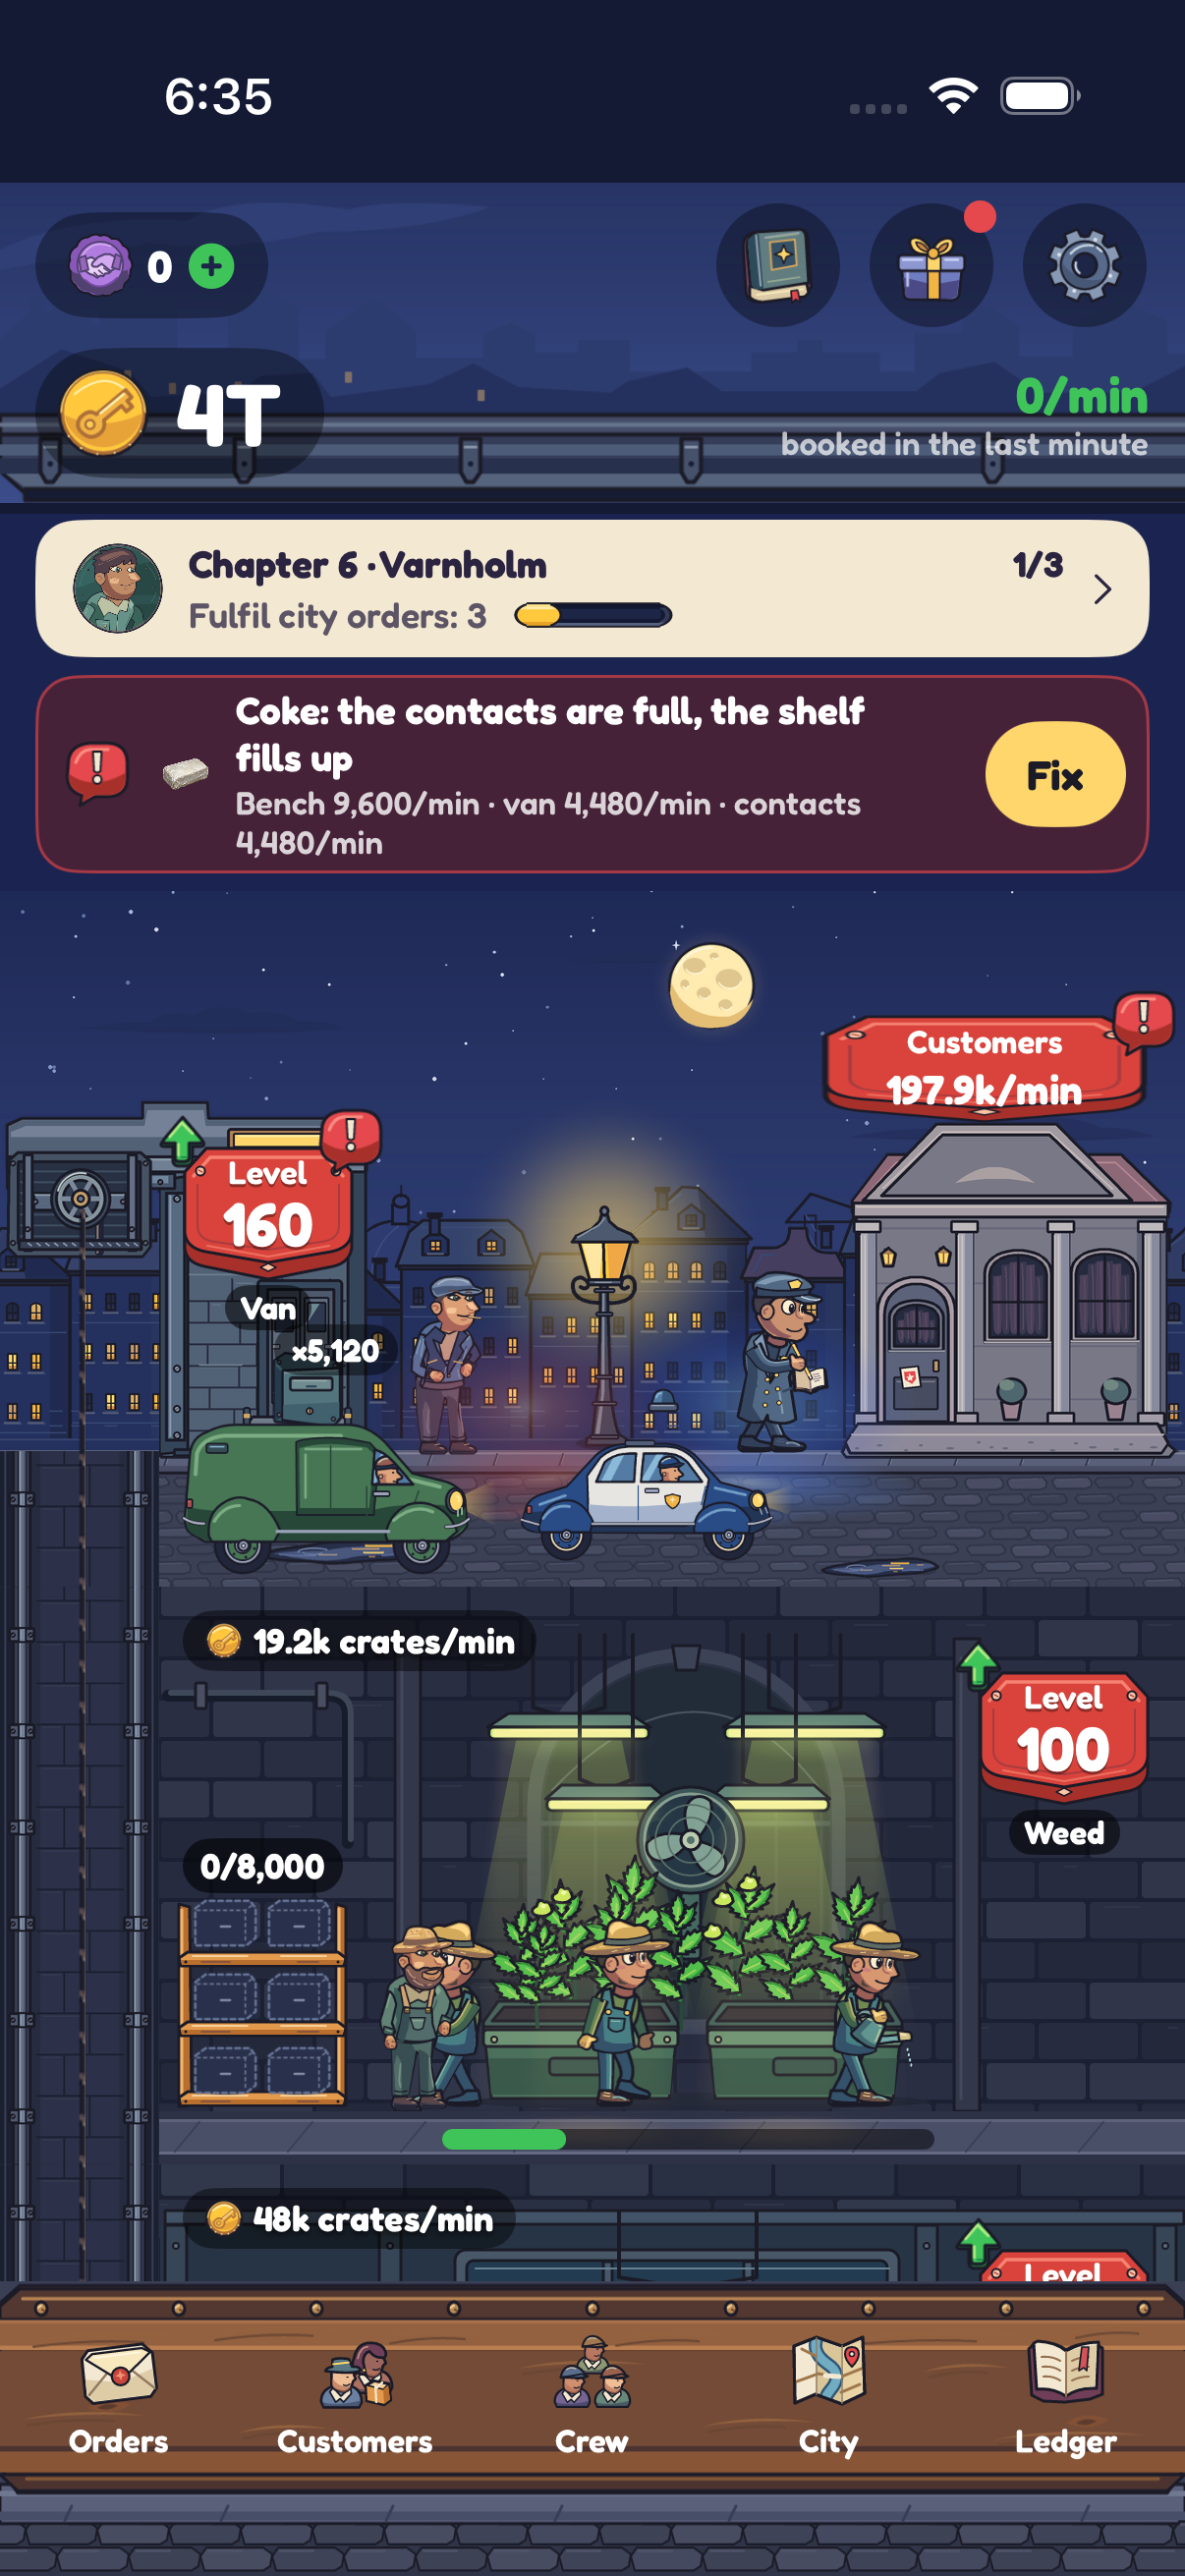 6:35
0
4T
0/min
booked in the last minute
Chapter 6 · Varnholm
1/3
Fulfil city orders: 3
Coke: the contacts are full, the shelf
fills up
Bench 9,600/min · van 4,480/min · contacts
4,480/min
Fix
Customers
197.9k/min
Level
160
Van
x5,120
19.2k crates/min
Level
100
Weed
0/8,000
48k crates/min
Level
Orders
Customers
Crew
City
Ledger